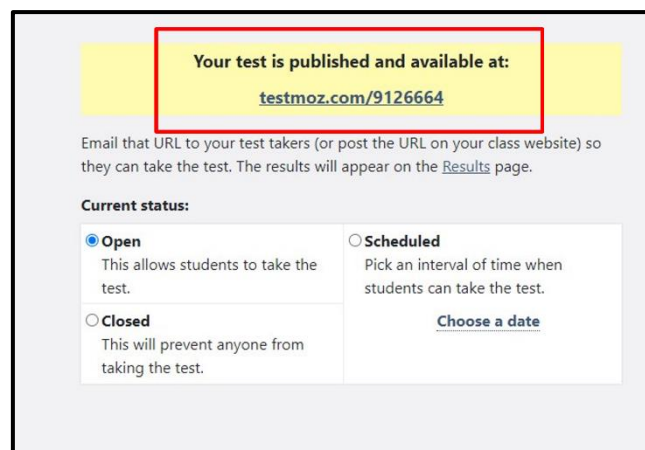 Your test is published and available at:
testmoz.com/9126664
Email that URL to your test takers (or post the URL on your class website) so
they can take the test. The results will appear on the Results page.
Current status:
Open
This allows students to take the
test.
Scheduled
Pick an interval of time when
students can take the test.
Choose a date
Closed
This will prevent anyone from
taking the test.